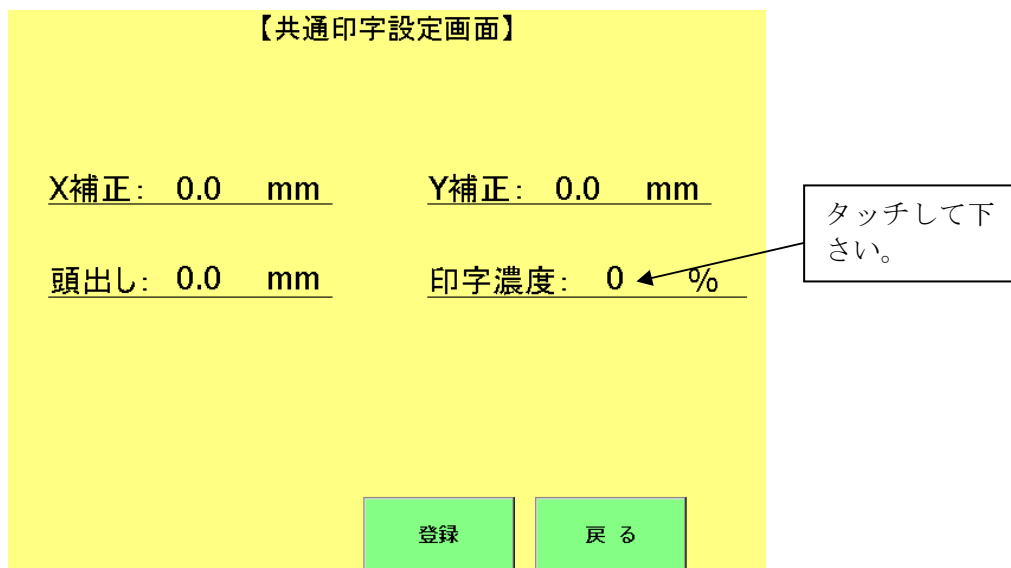 【共通印字設定画面】
X補正: 0.0 mm Y補正: 0.0 mm
タッチして下
さい。
頭出し: 0.0 mm 印字濃度: 0 %
登録 戻る